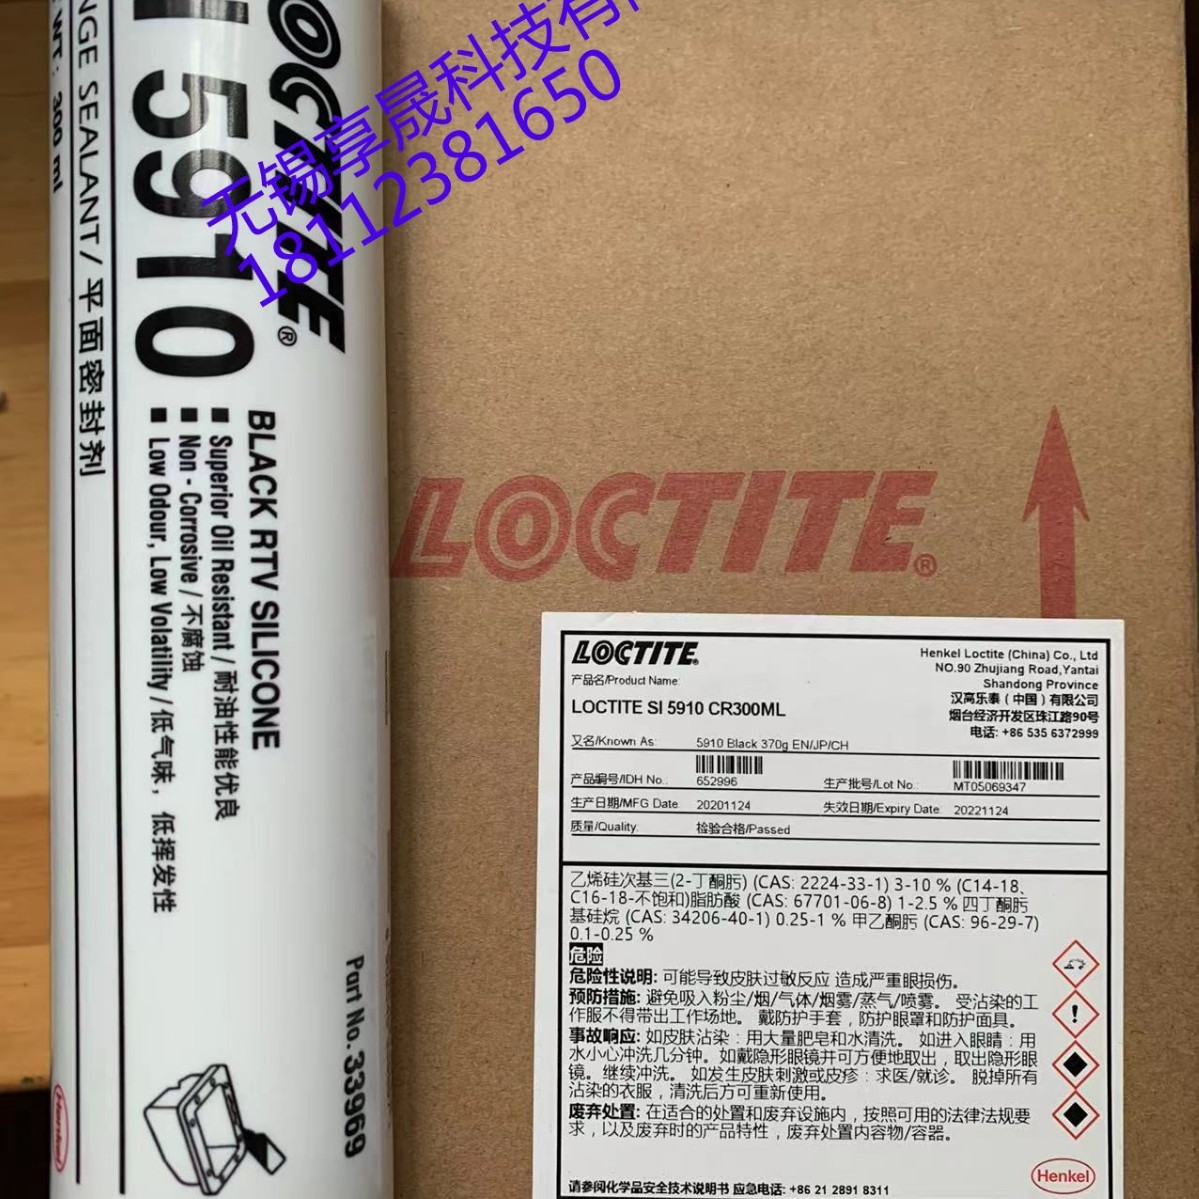 LOCTITE®
5910
NGE SEALANT/平面密封剂
WT: 300 ml
BLACK RTV SILICONE
■ Superior Oil Resistant/耐油性能优良
■ Non - Corrosive/不腐蚀
■ Low Odour, Low Volatility/低气味，低挥发性
Part No. 33969
Henkel
无锡享晟科技有
18112381650
LOCTITE®
LOCTITE®
产品名/Product Name:
LOCTITE SI 5910 CR300ML
Henkel Loctite (China) Co., Ltd
NO.90 Zhujiang Road,Yantai
Shandong Province
汉高乐泰（中国）有限公司
烟台经济开发区珠江路90号
电话: +86 535 6372999
又名/Known As: 5910 Black 370g EN/JP/CH
产品编号/IDH No.: 652996 生产批号/Lot No.: MT05069347
生产日期/MFG Date: 20201124 失效日期/Expiry Date: 20221124
质量/Quality: 检验合格/Passed
乙烯硅次基三(2-丁酮肟) (CAS: 2224-33-1) 3-10 % (C14-18、
C16-18-不饱和)脂肪酸 (CAS: 67701-06-8) 1-2.5 % 四丁酮肟
基硅烷 (CAS: 34206-40-1) 0.25-1 % 甲乙酮肟 (CAS: 96-29-7)
0.1-0.25 %
危险
危险性说明: 可能导致皮肤过敏反应 造成严重眼损伤。
预防措施: 避免吸入粉尘/烟/气体/烟雾/蒸气/喷雾。 受沾染的工
作服不得带出工作场地。 戴防护手套，防护眼罩和防护面具。
事故响应: 如皮肤沾染：用大量肥皂和水清洗。 如进入眼睛：用
水小心冲洗几分钟。如戴隐形眼镜并可方便地取出，取出隐形眼
镜。继续冲洗。 如发生皮肤刺激或皮疹：求医/就诊。 脱掉所有
沾染的衣服，清洗后方可重新使用。
废弃处置: 在适合的处置和废弃设施内，按照可用的法律法规要
求，以及废弃时的产品特性，废弃处置内容物/容器。
请参阅化学品安全技术说明书 应急电话: +86 21 2891 8311
Henkel